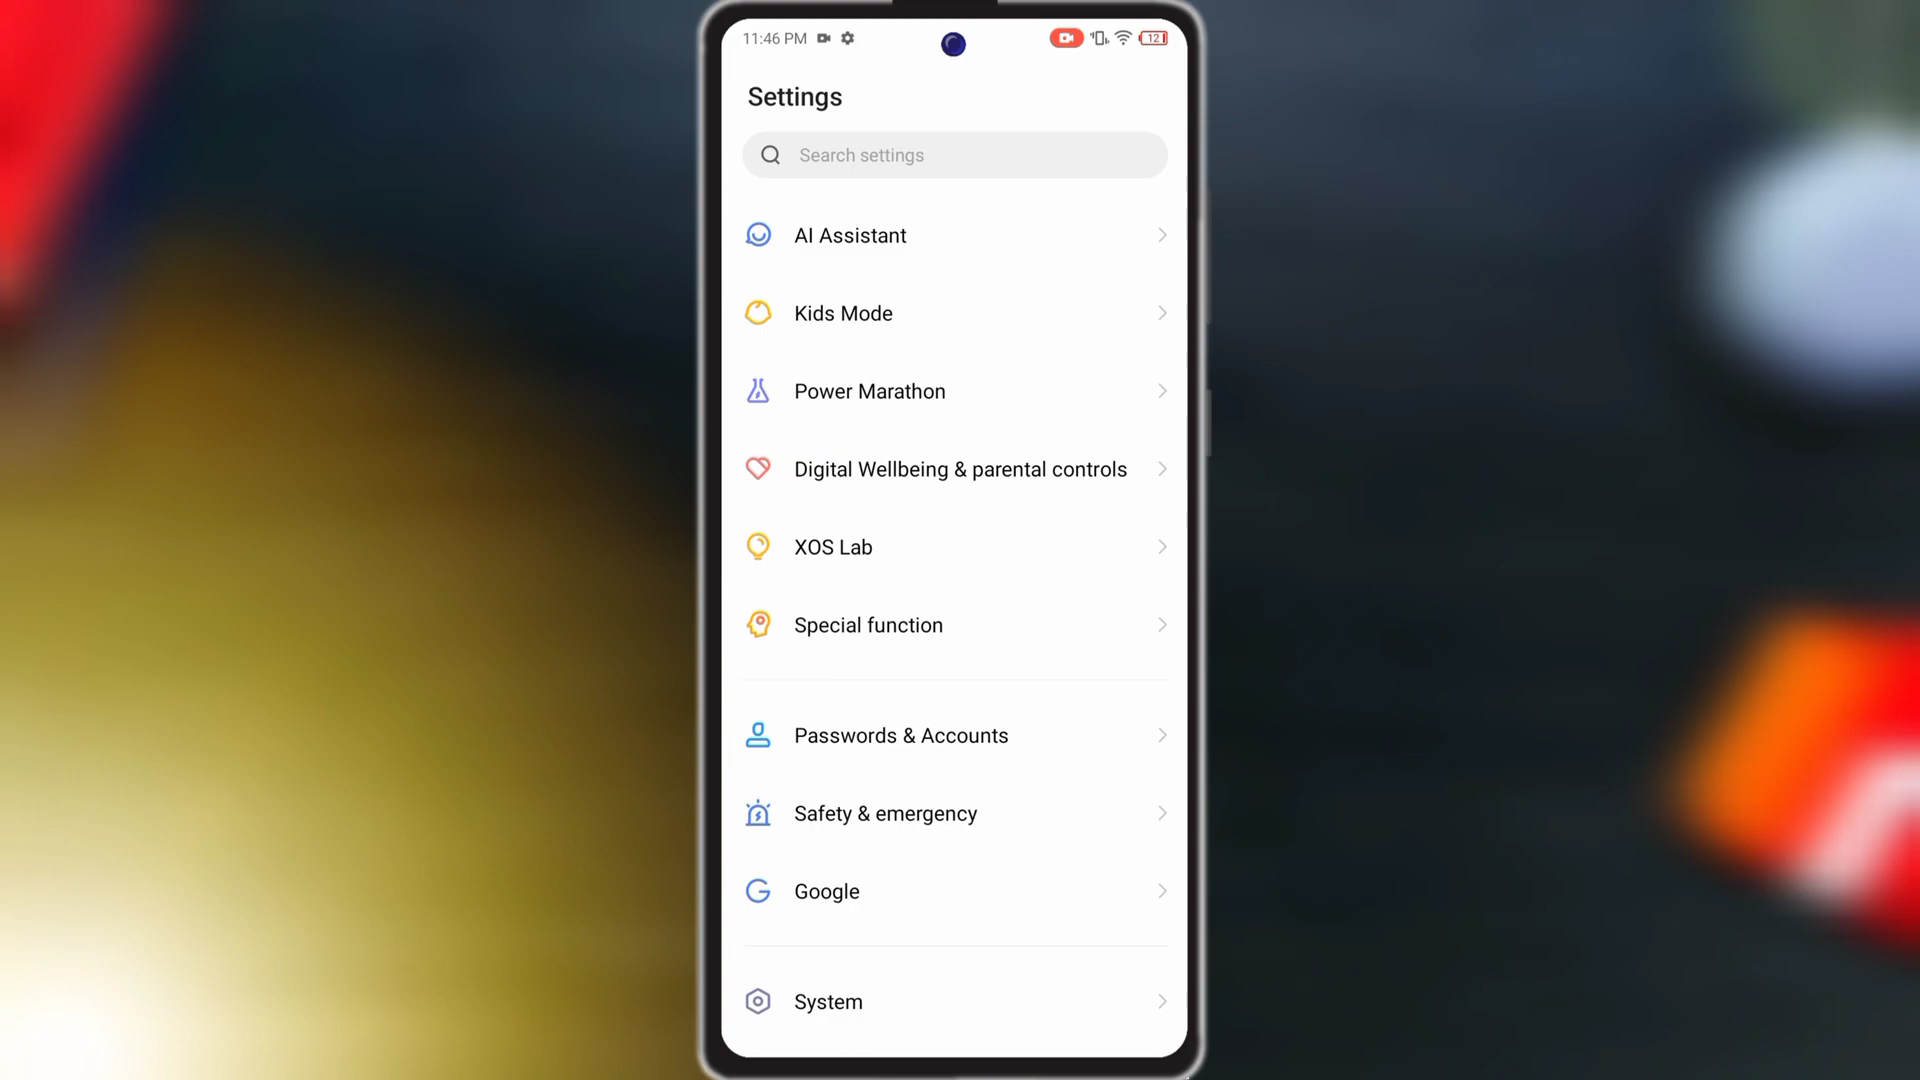 11:46 PM
12
Settings
Search settings
AI Assistant
Kids Mode
Power Marathon
Digital Wellbeing & parental controls
XOS Lab
Special function
Passwords & Accounts
Safety & emergency
Google
System